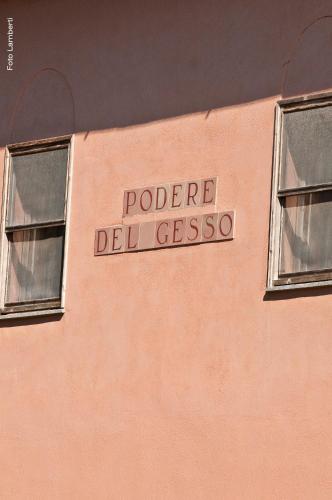 Foto Lamberti
PODERE
DEL GESSO